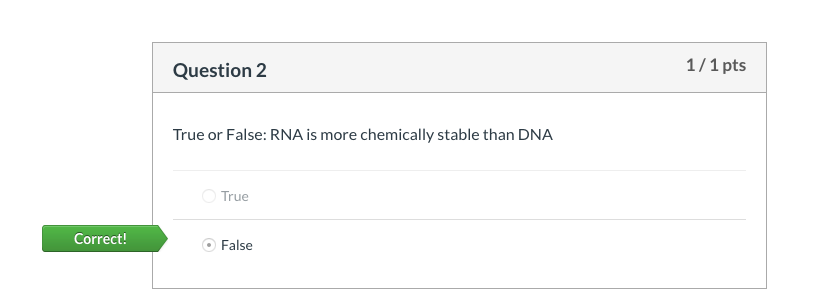 Question 2
1 / 1 pts
True or False: RNA is more chemically stable than DNA
True
Correct!
False